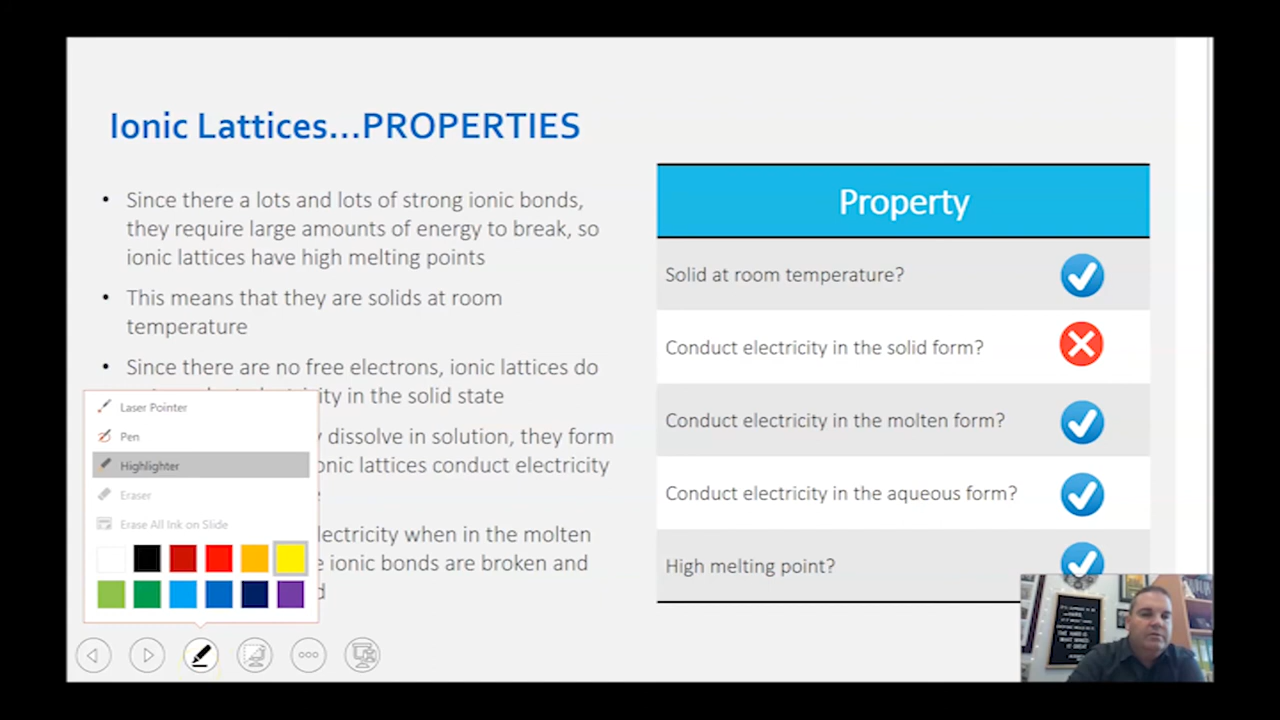 Ionic Lattices...PROPERTIES
Since there a lots and lots of strong ionic bonds,
they require large amounts of energy to break, so
ionic lattices have high melting points
This means that they are solids at room
temperature
Since there are no free electrons, ionic lattices do
in the solid state
dissolve in solution, they form
lattices conduct electricity
when in the molten
ionic bonds are broken and
Laser Pointer
Pen
Highlighter
Eraser
Erase All Ink on Slide
Property
Solid at room temperature?
Conduct electricity in the solid form?
Conduct electricity in the molten form?
Conduct electricity in the aqueous form?
High melting point?